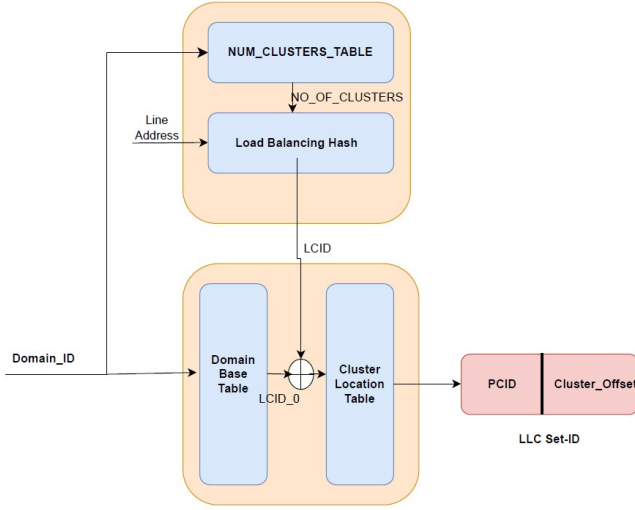 NUM_CLUSTERS_TABLE
NO_OF_CLUSTERS
Line
Address
Load Balancing Hash
LCID
Domain_ID
Domain
Base
Table
LCID_0
Cluster
Location
Table
PCID
Cluster_Offset
LLC Set-ID